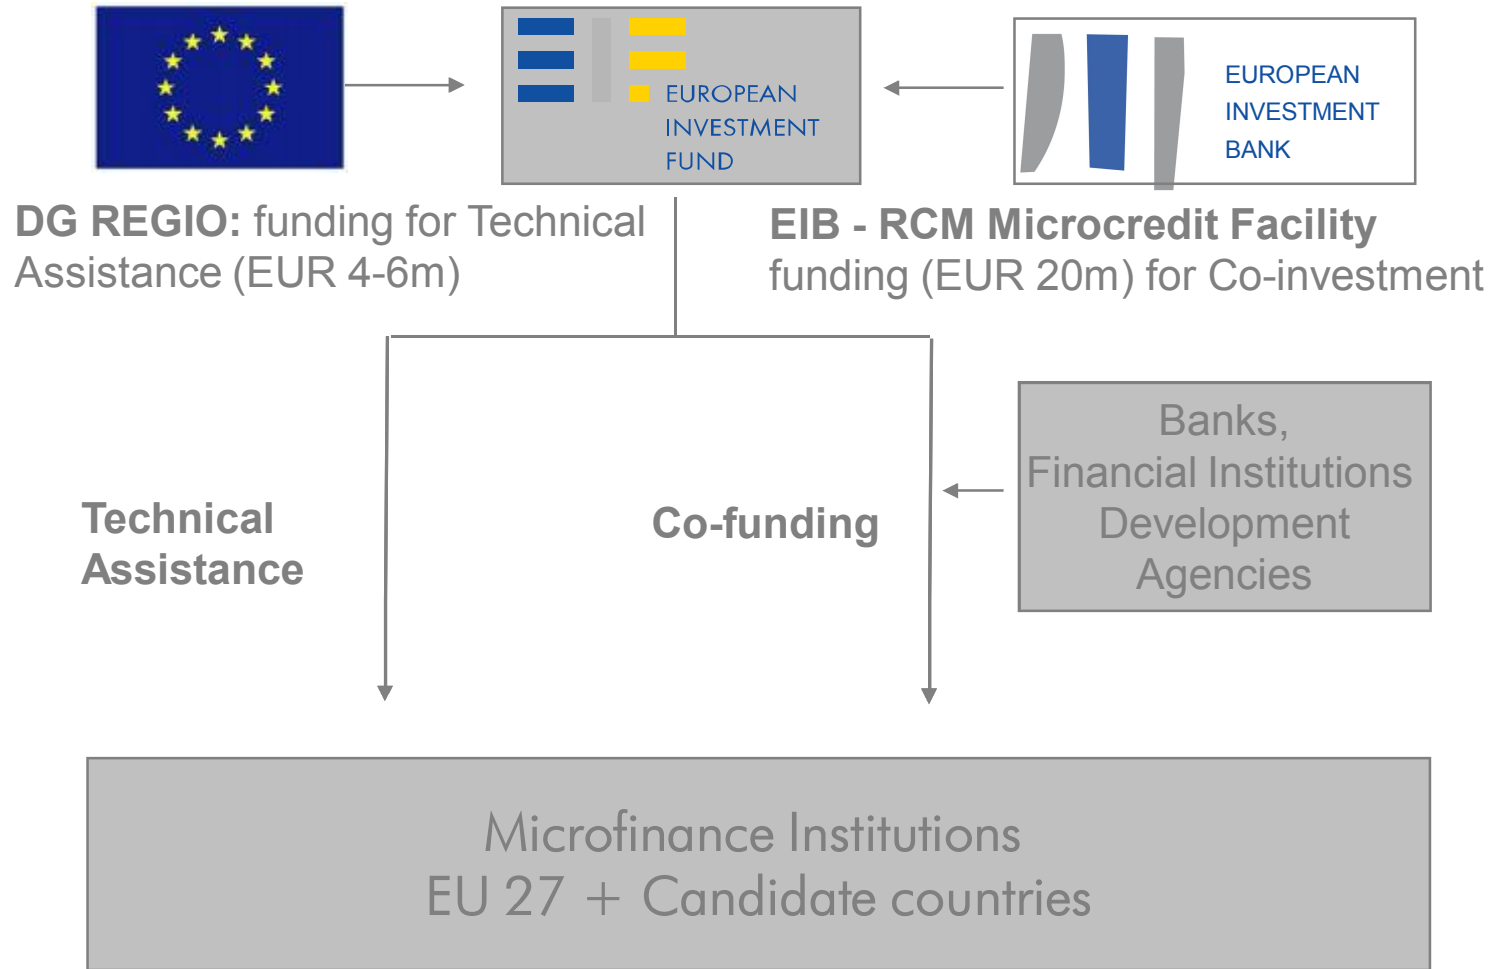 EUROPEAN
INVESTMENT
FUND
EUROPEAN
INVESTMENT
BANK
DG REGIO: funding for Technical
Assistance (EUR 4-6m)
EIB - RCM Microcredit Facility
funding (EUR 20m) for Co-investment
Banks,
Financial Institutions
Development
Agencies
Technical
Assistance
Co-funding
Microfinance Institutions
EU 27 + Candidate countries